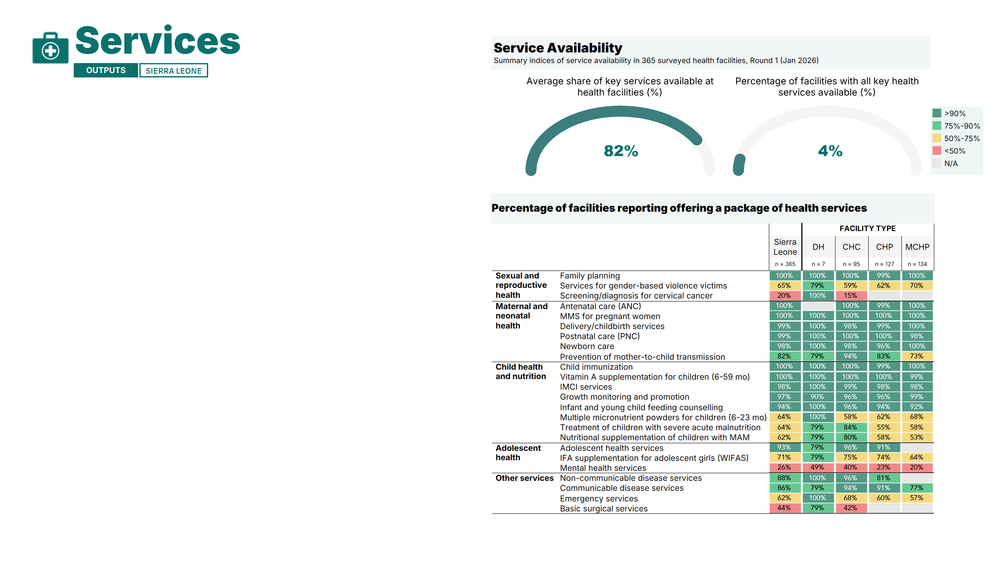 Services
OUTPUTS
SIERRA LEONE
Service Availability
Summary indices of service availability in 365 surveyed health facilities, Round 1 (Jan 2026)
Average share of key services available at
health facilities (%)
82%
Percentage of facilities with all key health
services available (%)
4%
>90%
75%-90%
50%-75%
<50%
N/A
Percentage of facilities reporting offering a package of health services
FACILITY TYPE
Sierra Leone DH CHC CHP MCHP
n = 365 n = 7 n = 95 n = 127 n = 134
Sexual and reproductive health
Family planning 100% 100% 100% 99% 100%
Services for gender-based violence victims 65% 79% 59% 62% 70%
Screening/diagnosis for cervical cancer 20% 100% 15%
Maternal and neonatal health
Antenatal care (ANC) 100% 100% 99% 100%
MMS for pregnant women 100% 100% 100% 100% 100%
Delivery/childbirth services 99% 100% 98% 99% 100%
Postnatal care (PNC) 99% 100% 100% 100% 98%
Newborn care 98% 100% 98% 96% 100%
Prevention of mother-to-child transmission 82% 79% 94% 83% 73%
Child health and nutrition
Child immunization 100% 100% 100% 99% 100%
Vitamin A supplementation for children (6-59 mo) 100% 100% 100% 100% 99%
IMCI services 98% 100% 99% 98% 98%
Growth monitoring and promotion 97% 90% 96% 96% 99%
Infant and young child feeding counselling 94% 100% 96% 94% 92%
Multiple micronutrient powders for children (6-23 mo) 64% 100% 58% 62% 68%
Treatment of children with severe acute malnutrition 64% 79% 84% 55% 58%
Nutritional supplementation of children with MAM 62% 79% 80% 58% 53%
Adolescent health
Adolescent health services 93% 79% 96% 91%
IFA supplementation for adolescent girls (WIFAS) 71% 79% 75% 74% 64%
Mental health services 26% 49% 40% 23% 20%
Other services
Non-communicable disease services 88% 100% 96% 81%
Communicable disease services 86% 79% 94% 91% 77%
Emergency services 62% 100% 68% 60% 57%
Basic surgical services 44% 79% 42%